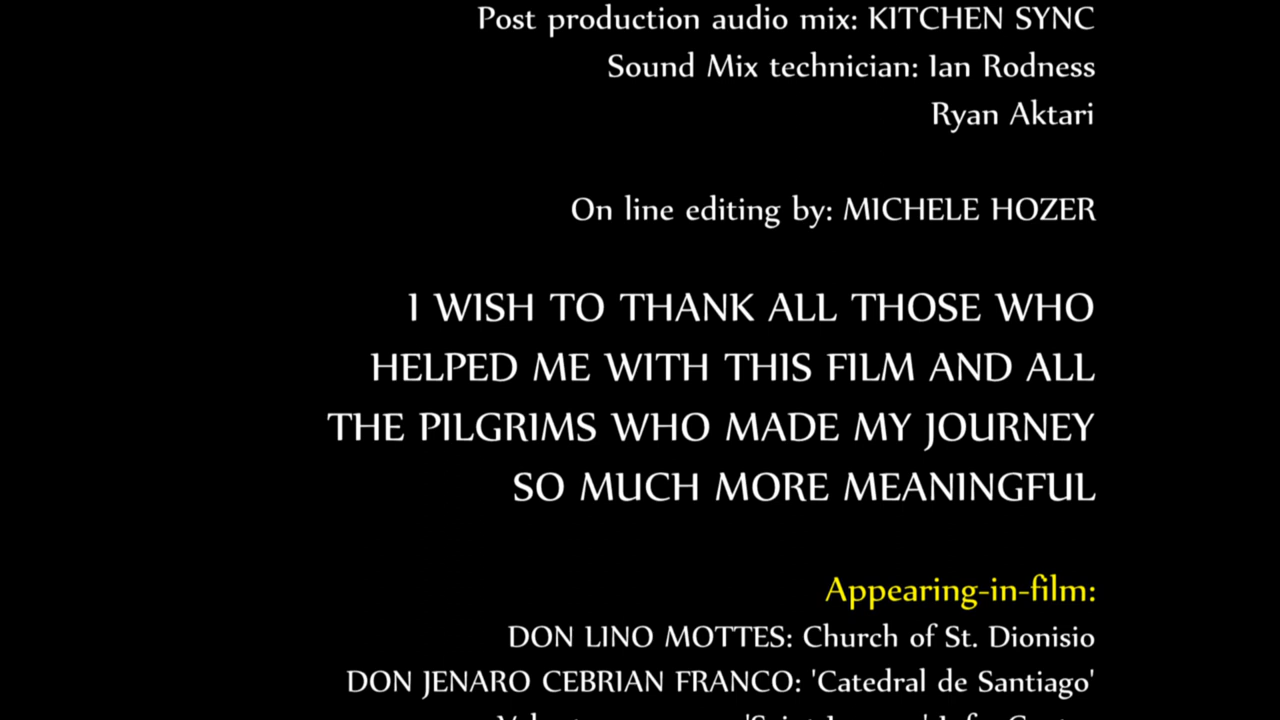 Post production audio mix: KITCHEN SYNC
Sound Mix technician: Ian Rodness
Ryan Aktari
On line editing by: MICHELE HOZER
I WISH TO THANK ALL THOSE WHO
HELPED ME WITH THIS FILM AND ALL
THE PILGRIMS WHO MADE MY JOURNEY
SO MUCH MORE MEANINGFUL
Appearing-in-film:
DON LINO MOTTES: Church of St. Dionisio
DON JENARO CEBRIAN FRANCO: 'Catedral de Santiago'